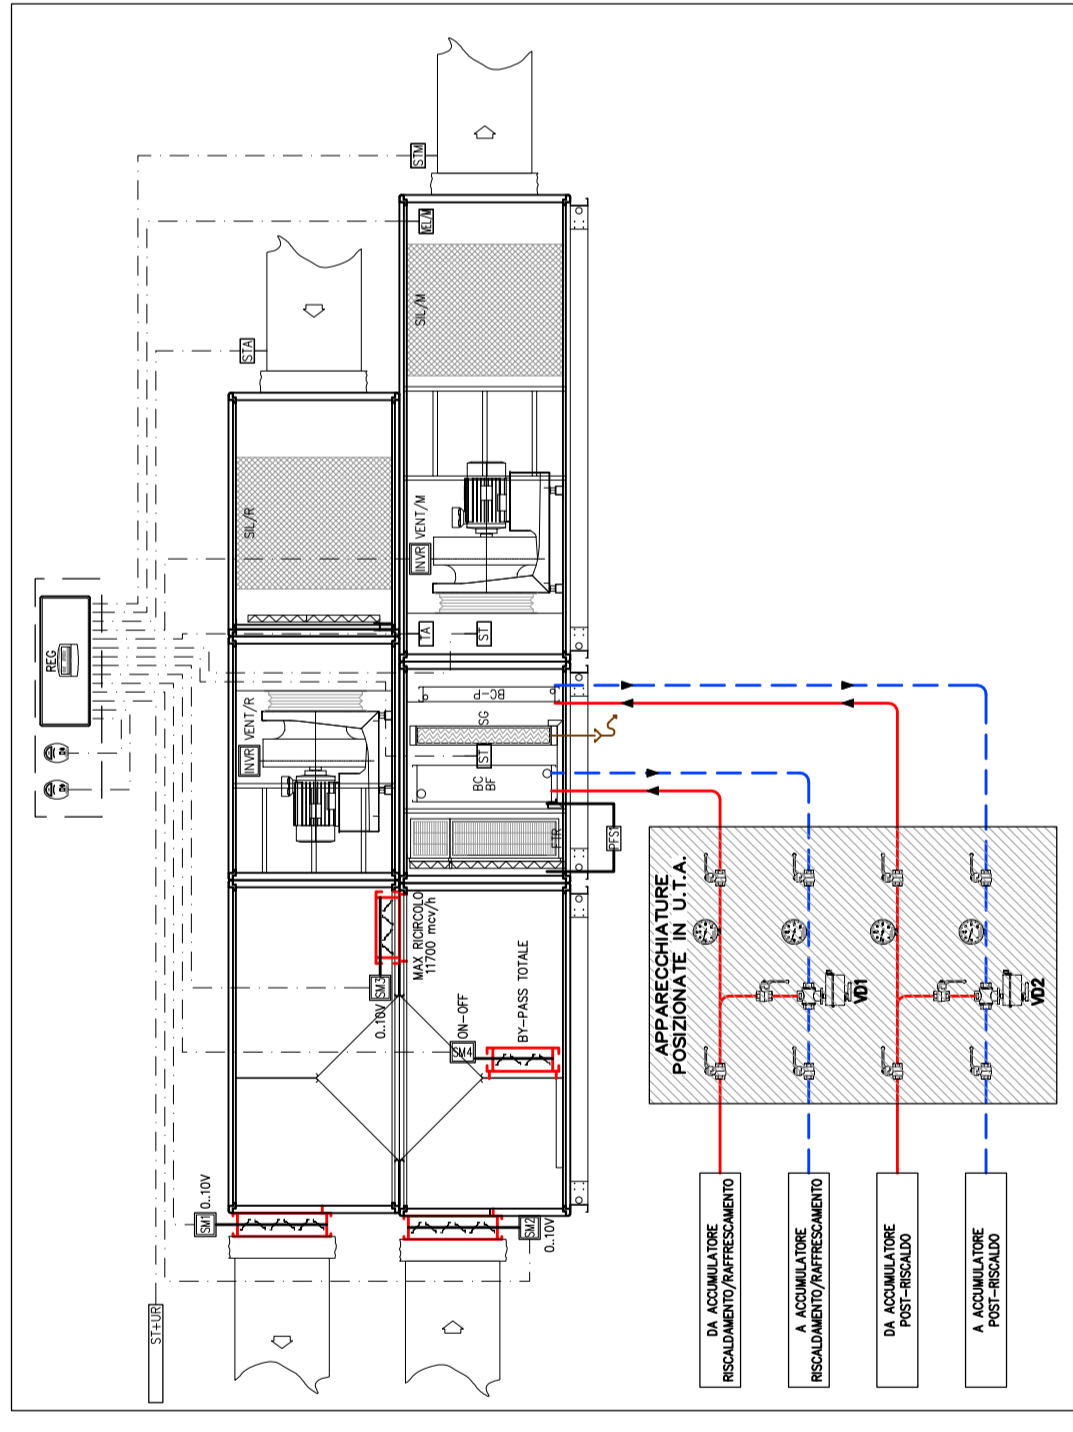 ST+UR
REG
STM
VEL/M
STA
SIL/M
SIL/R
INVR
VENT/M
TA
ST
INVR
VENT/R
BC-P
SG
ST
BC
BF
FTR
PFS1
MAX RICIRCOLO
11700 mcv/h
SM3
0..10V
SM4
ON-OFF
BY-PASS TOTALE
SM1
0..10V
SM2
0..10V
APPARECCHIATURE
POSIZIONATE IN U.T.A.
VD1
VD2
DA ACCUMULATORE
RISCALDAMENTO/RAFFRESCAMENTO
A ACCUMULATORE
RISCALDAMENTO/RAFFRESCAMENTO
DA ACCUMULATORE
POST-RISCALDO
A ACCUMULATORE
POST-RISCALDO